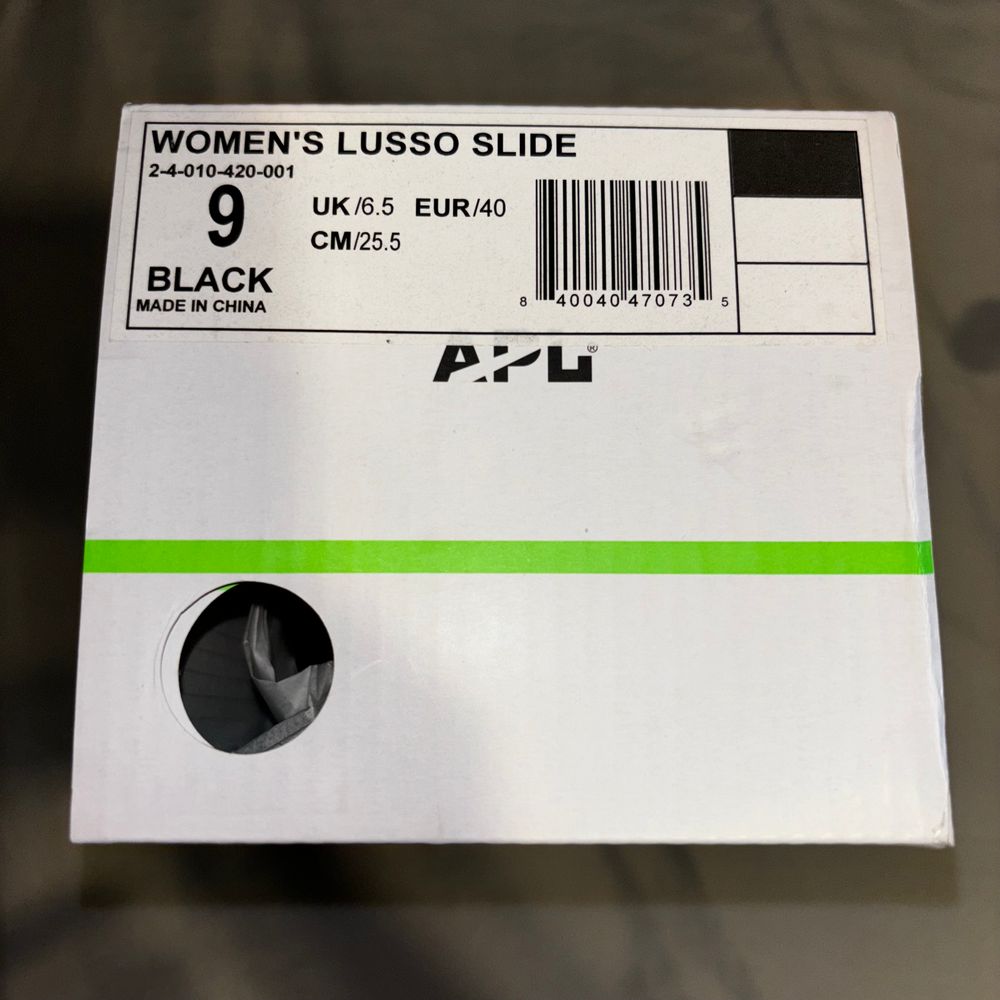 WOMEN'S LUSSO SLIDE
2-4-010-420-001
9
UK/6.5 EUR/40
CM/25.5
BLACK
MADE IN CHINA
8 40040 47073 5
APL®